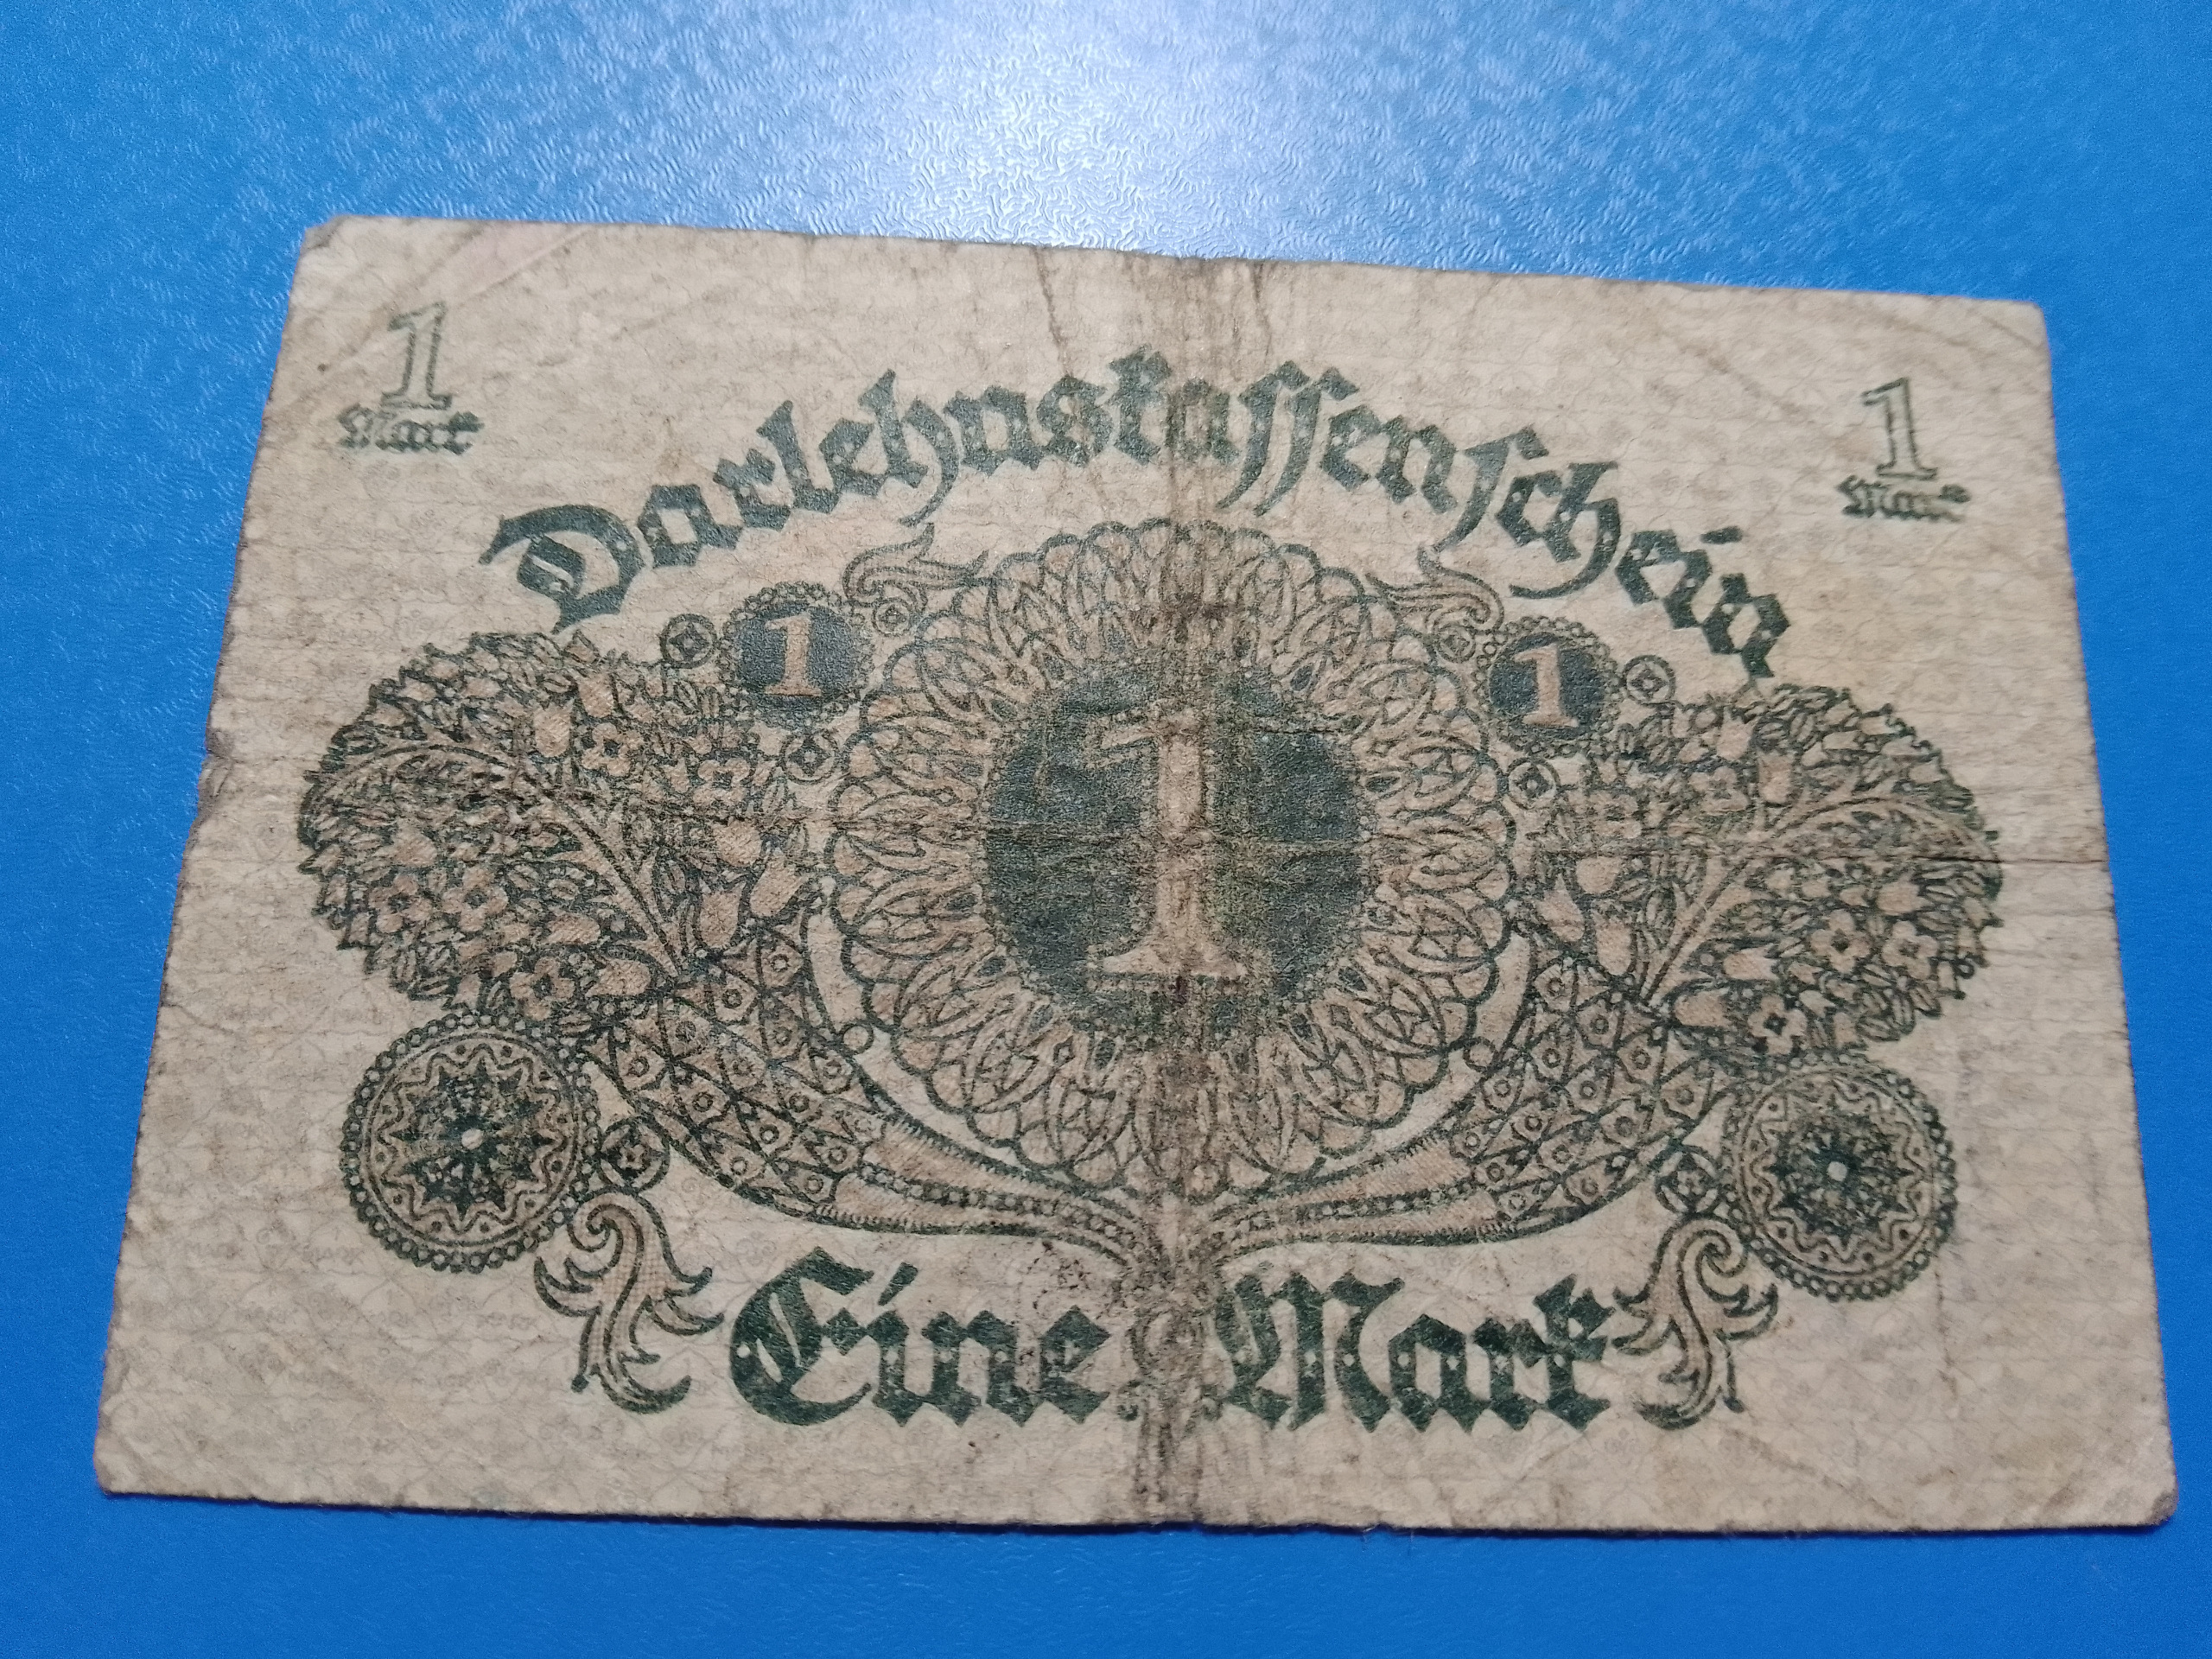 1 1
Mark Mark
Darlehnskassenschein
1 1
1
Eine Mark